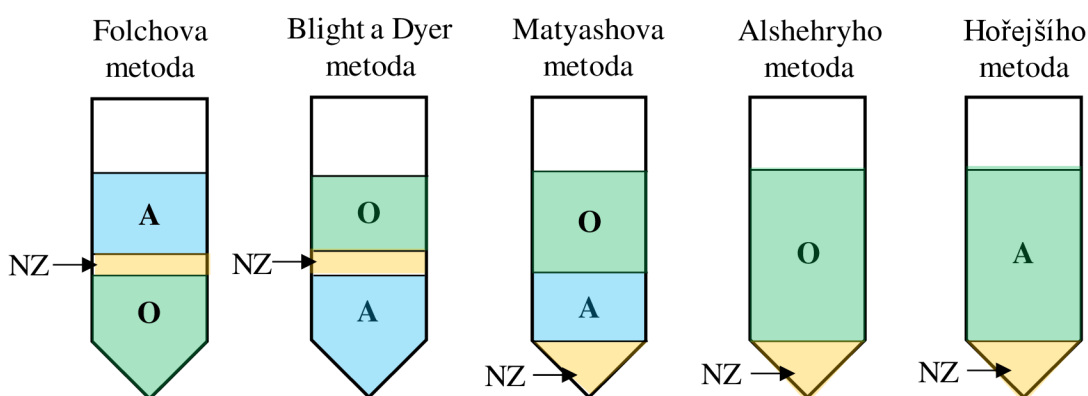 Folchova
metoda
Blight a Dyer
metoda
Matyashova
metoda
Alshehryho
metoda
Hořejšího
metoda
A
NZ
O
O
NZ
A
O
A
NZ
O
NZ
A
NZ